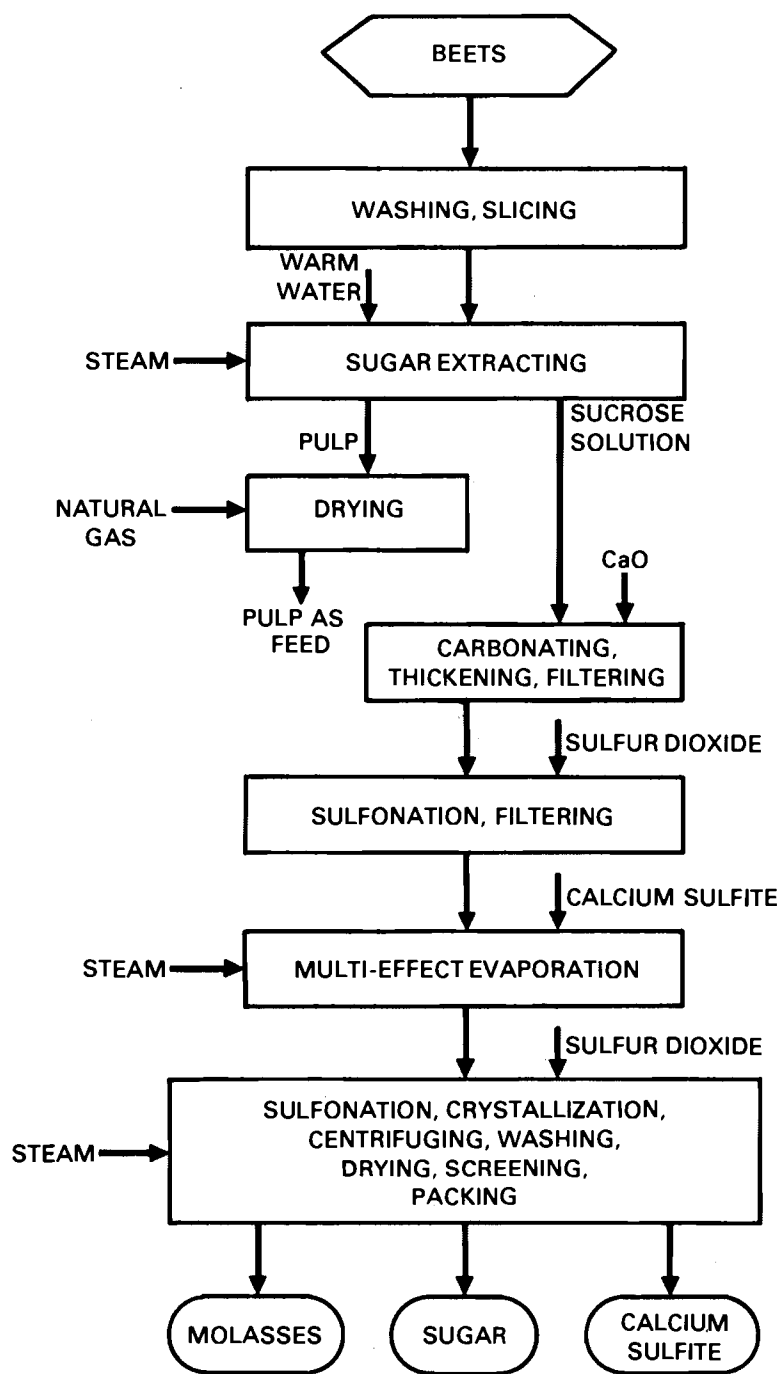 BEETS
WASHING, SLICING
WARM
WATER
STEAM
SUGAR EXTRACTING
PULP
SUCROSE
SOLUTION
NATURAL
GAS
DRYING
PULP AS
FEED
CaO
CARBONATING,
THICKENING, FILTERING
SULFUR DIOXIDE
SULFONATION, FILTERING
CALCIUM SULFITE
STEAM
MULTI-EFFECT EVAPORATION
SULFUR DIOXIDE
STEAM
SULFONATION, CRYSTALLIZATION,
CENTRIFUGING, WASHING,
DRYING, SCREENING,
PACKING
MOLASSES
SUGAR
CALCIUM
SULFITE